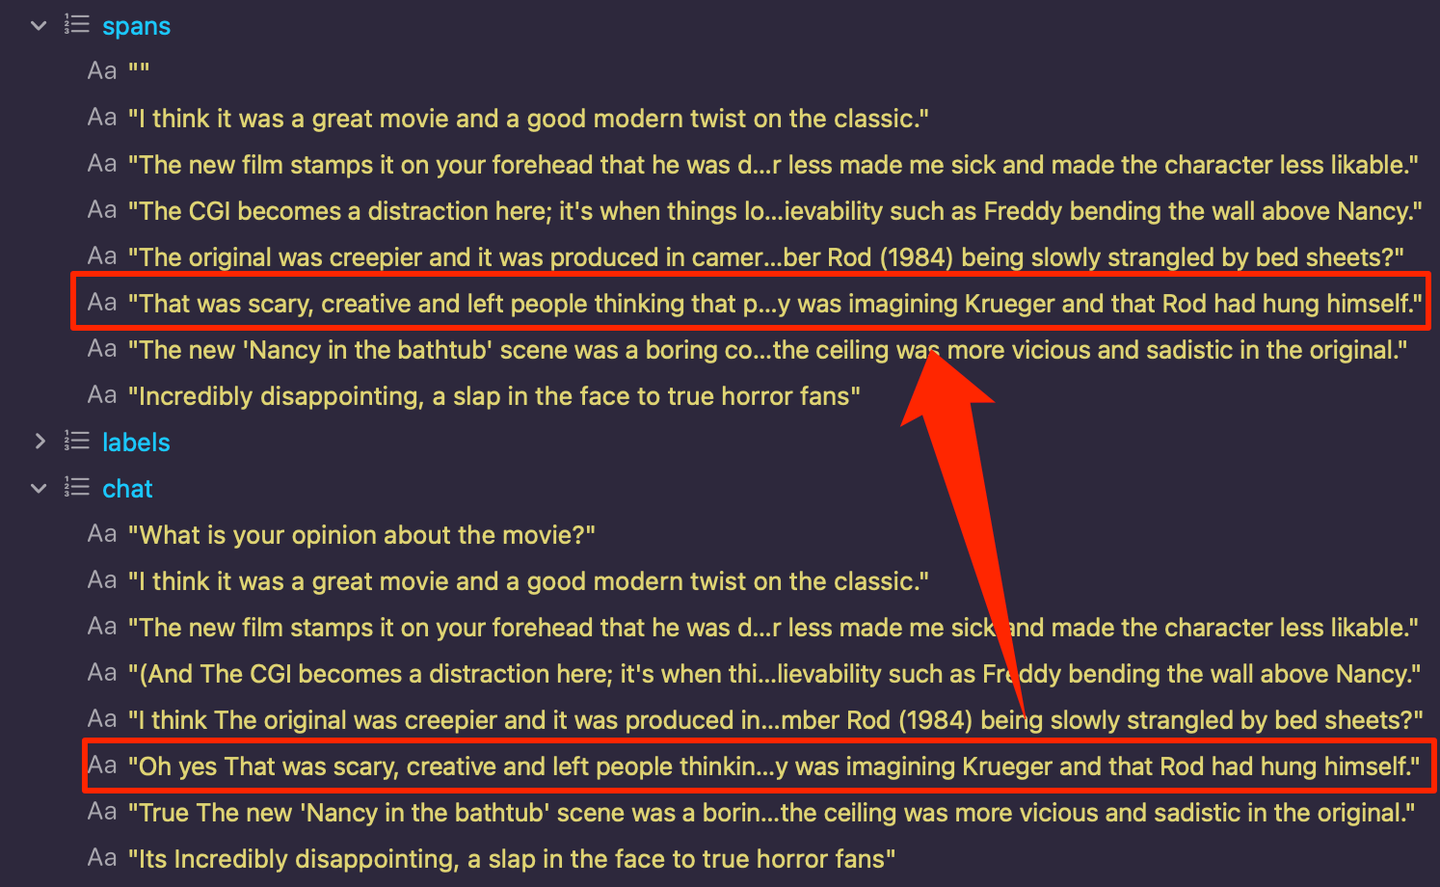 spans
Aa ""
Aa "I think it was a great movie and a good modern twist on the classic."
Aa "The new film stamps it on your forehead that he was d...r less made me sick and made the character less likable."
Aa "The CGI becomes a distraction here; it's when things lo...ievability such as Freddy bending the wall above Nancy."
Aa "The original was creepier and it was produced in camer...ber Rod (1984) being slowly strangled by bed sheets?"
Aa "That was scary, creative and left people thinking that p...y was imagining Krueger and that Rod had hung himself."
Aa "The new 'Nancy in the bathtub' scene was a boring co...the ceiling was more vicious and sadistic in the original."
Aa "Incredibly disappointing, a slap in the face to true horror fans"
labels
chat
Aa "What is your opinion about the movie?"
Aa "I think it was a great movie and a good modern twist on the classic."
Aa "The new film stamps it on your forehead that he was d...r less made me sick and made the character less likable."
Aa "(And The CGI becomes a distraction here; it's when thi...lievability such as Freddy bending the wall above Nancy."
Aa "I think The original was creepier and it was produced in...mber Rod (1984) being slowly strangled by bed sheets?"
Aa "Oh yes That was scary, creative and left people thinkin...y was imagining Krueger and that Rod had hung himself."
Aa "True The new 'Nancy in the bathtub' scene was a borin...the ceiling was more vicious and sadistic in the original."
Aa "Its Incredibly disappointing, a slap in the face to true horror fans"